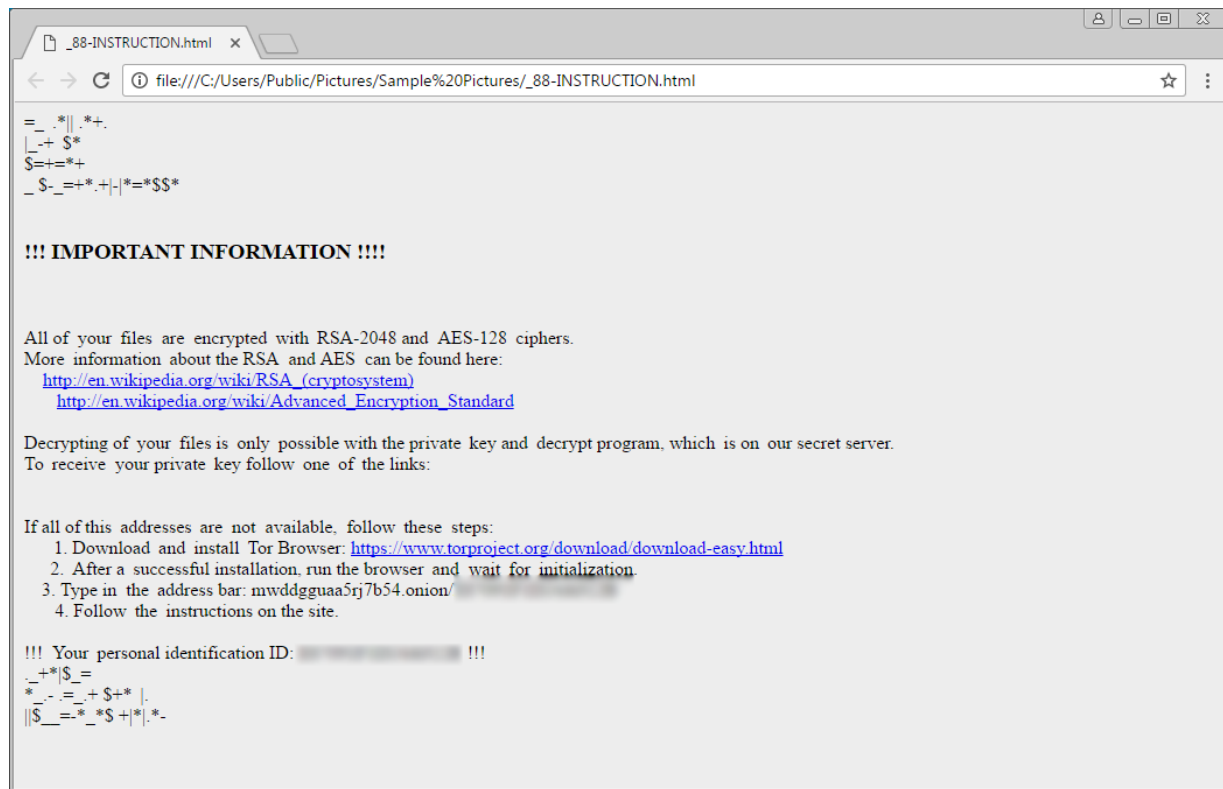 _88-INSTRUCTION.html
file:///C:/Users/Public/Pictures/Sample%20Pictures/_88-INSTRUCTION.html
=_ .*|| .*+.
|_-+ $*
$=+=*+
_ $-_=+*.+|-|*=*$$*
!!! IMPORTANT INFORMATION !!!!
All of your files are encrypted with RSA-2048 and AES-128 ciphers.
More information about the RSA and AES can be found here:
http://en.wikipedia.org/wiki/RSA_(cryptosystem)
http://en.wikipedia.org/wiki/Advanced_Encryption_Standard
Decrypting of your files is only possible with the private key and decrypt program, which is on our secret server.
To receive your private key follow one of the links:
If all of this addresses are not available, follow these steps:
1. Download and install Tor Browser: https://www.torproject.org/download/download-easy.html
2. After a successful installation, run the browser and wait for initialization.
3. Type in the address bar: mwddgguaa5rj7b54.onion/
4. Follow the instructions on the site.
!!! Your personal identification ID: !!!
._+*|$_=
*_.- .=_.+ $+* |.
||$__=-*_*$ +|*|.*-